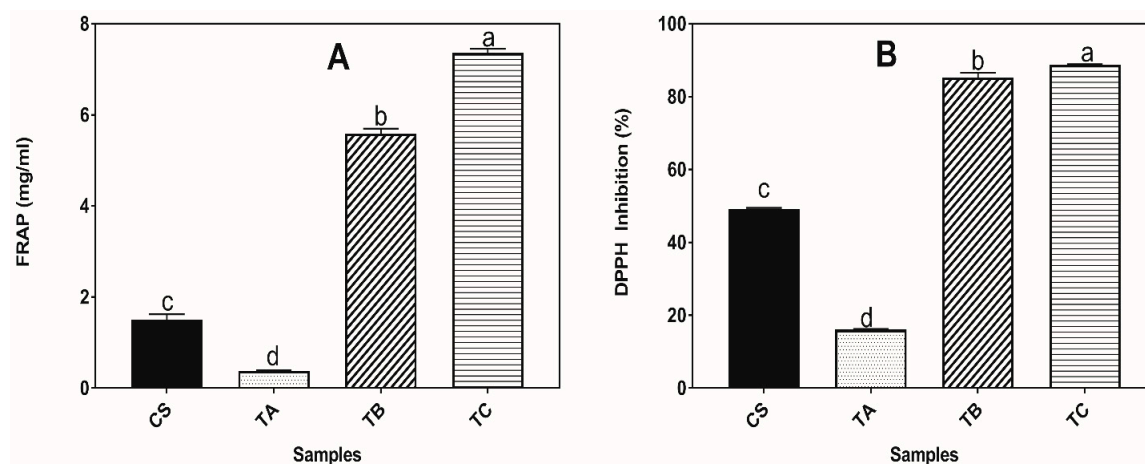 A
FRAP (mg/ml)
8
6
4
2
0
c
d
b
a
CS
TA
TB
TC
Samples
B
DPPH Inhibition (%)
100
80
60
40
20
0
c
d
b
a
CS
TA
TB
TC
Samples